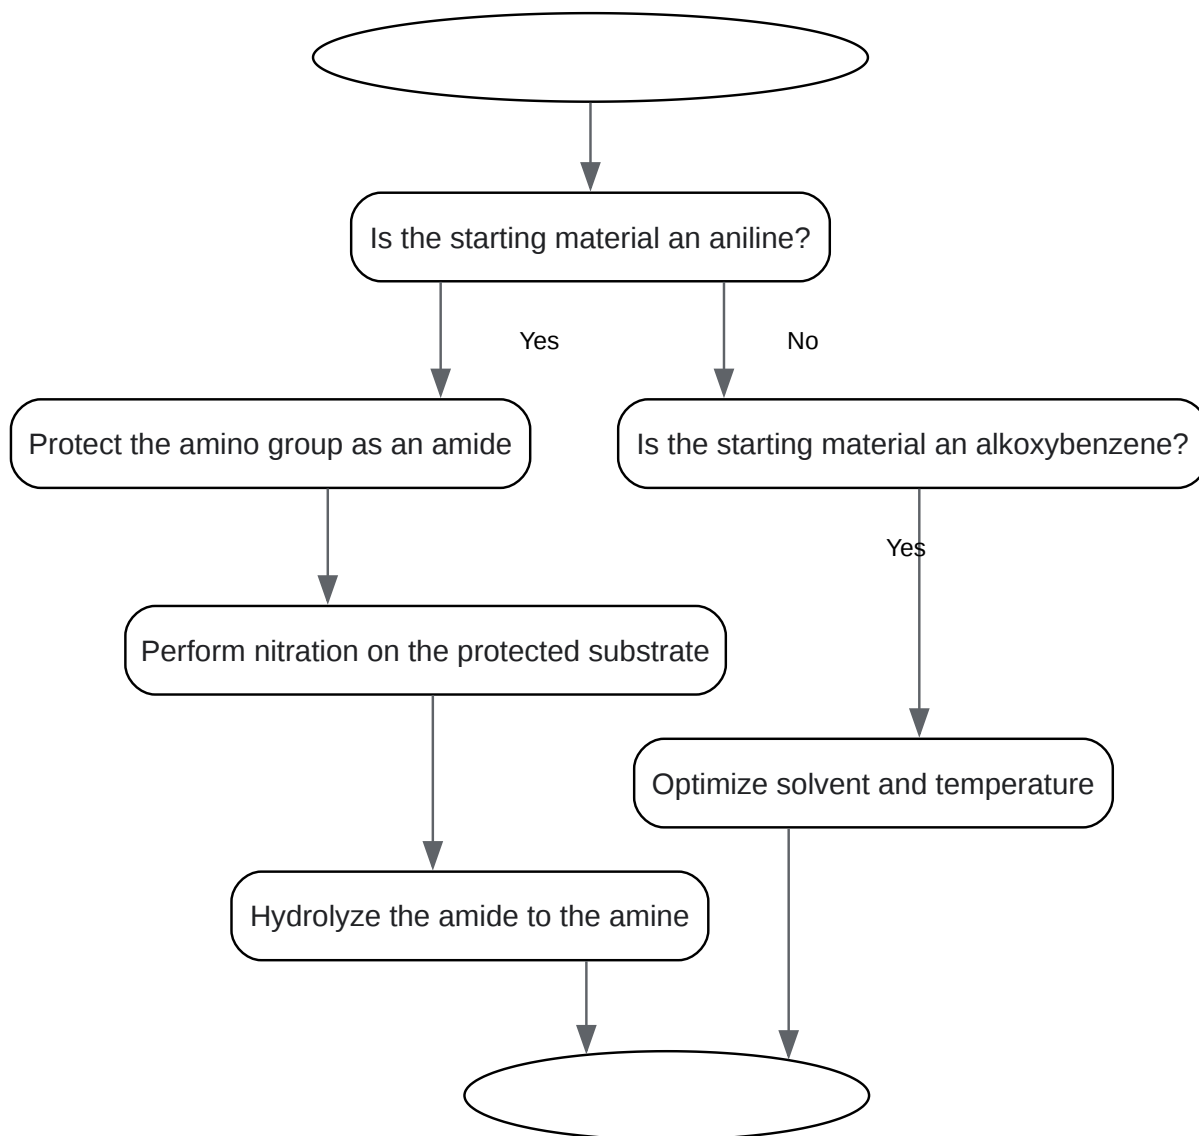 Is the starting material an aniline?
Yes
No
Protect the amino group as an amide
Is the starting material an alkoxybenzene?
Yes
Perform nitration on the protected substrate
Optimize solvent and temperature
Hydrolyze the amide to the amine